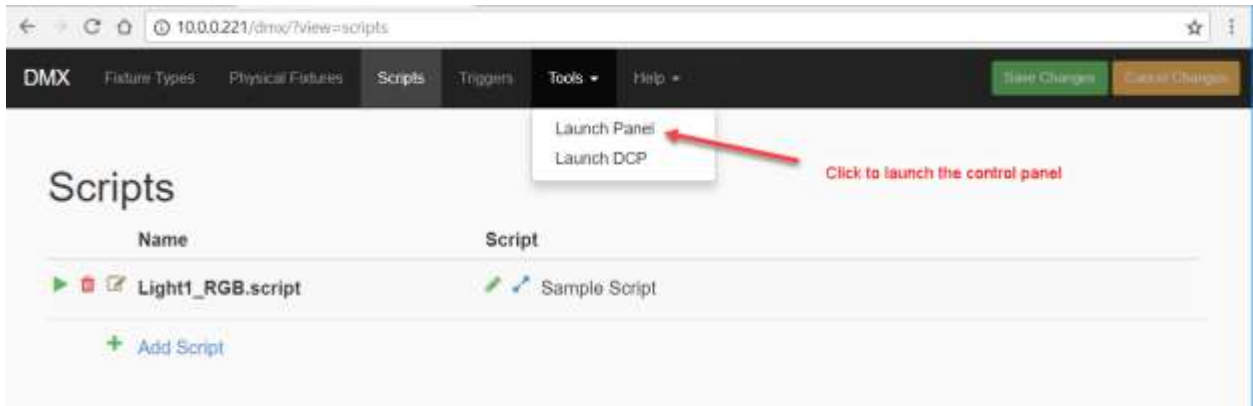 10.0.0.221/dmx/?view=scripts
DMX Fixture Types Physical Fixtures Scripts Triggers Tools Help Save Changes Cancel Changes
Launch Panel
Launch DCP
Click to launch the control panel
Scripts
Name Script
Light1_RGB.script Sample Script
Add Script